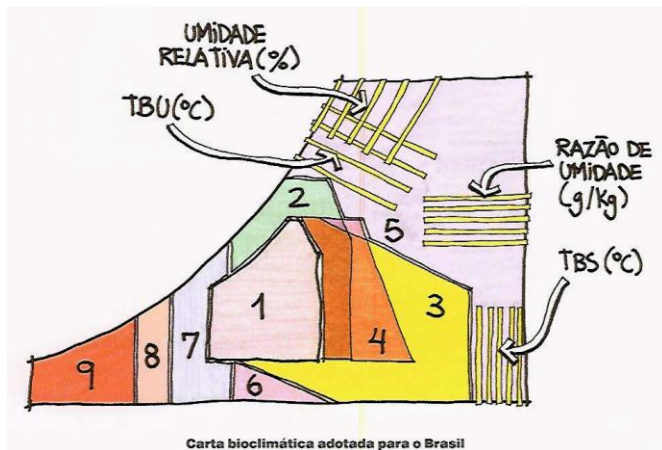 UMIDADE
RELATIVA (%)
TBU (°C)
RAZÃO DE
UMIDADE
(g/Kg)
TBS (°C)
2
5
1
3
4
7
8
9
6
Carta bioclimática adotada para o Brasil